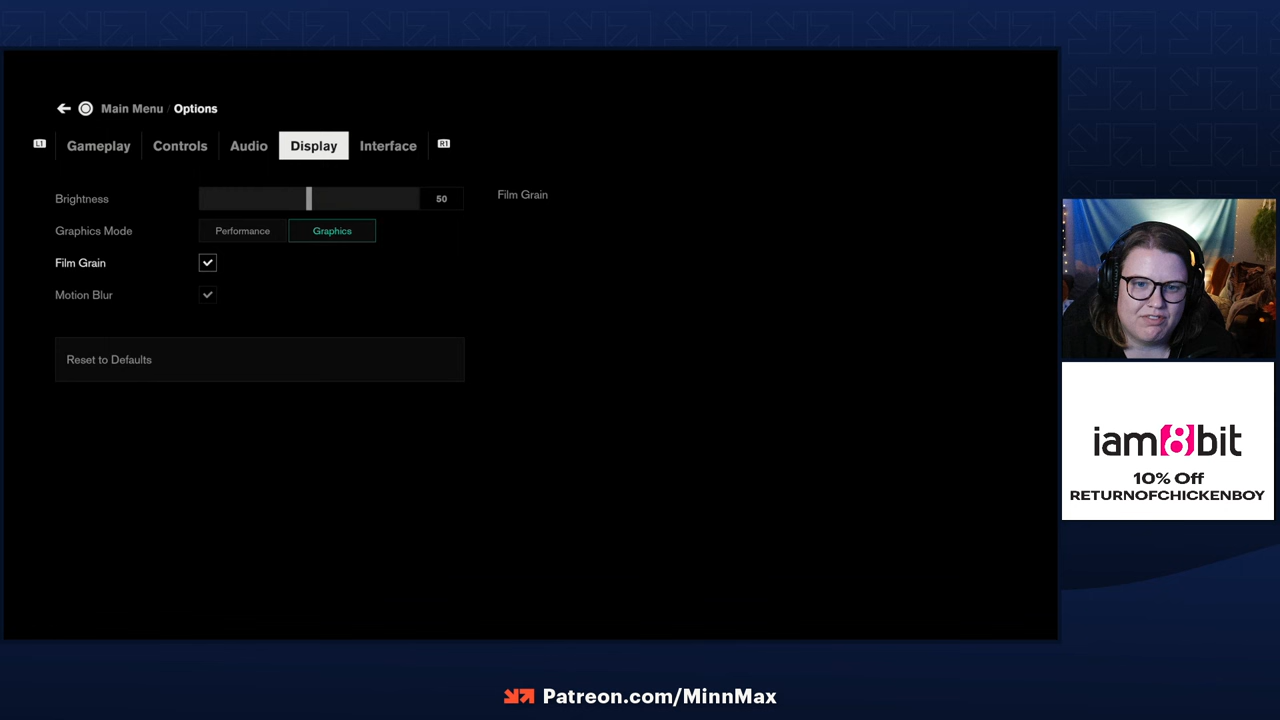 Main Menu / Options
L1 Gameplay Controls Audio Display Interface R1
Brightness 50
Film Grain
Graphics Mode Performance Graphics
Film Grain
Motion Blur
Reset to Defaults
iam8bit
10% Off
RETURNOFCHICKENBOY
Patreon.com/MinnMax